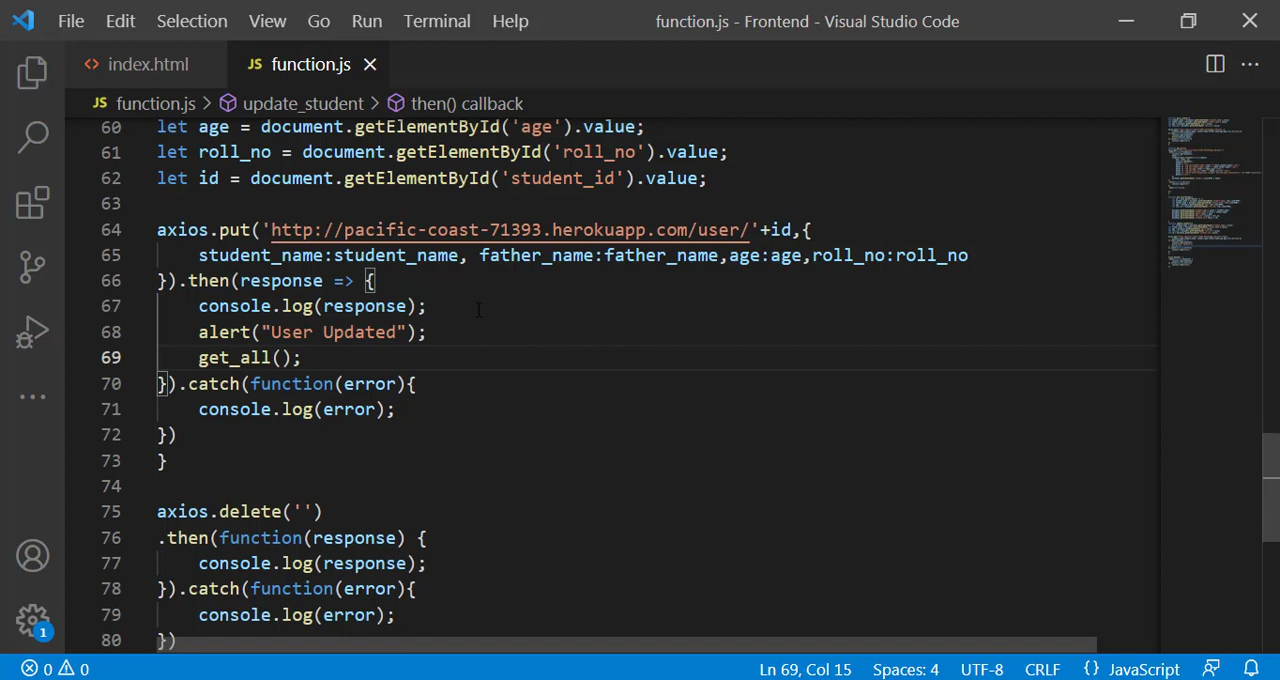 File Edit Selection View Go Run Terminal Help function.js - Frontend - Visual Studio Code
index.html JS function.js
JS function.js > update_student > then() callback
60 let age = document.getElementById('age').value;
61 let roll_no = document.getElementById('roll_no').value;
62 let id = document.getElementById('student_id').value;
63
64 axios.put('http://pacific-coast-71393.herokuapp.com/user/'+id,{
65 student_name:student_name, father_name:father_name,age:age,roll_no:roll_no
66 }).then(response => {
67 console.log(response);
68 alert("User Updated");
69 get_all();
70 }).catch(function(error){
71 console.log(error);
72 })
73 }
74
75 axios.delete('')
76 .then(function(response) {
77 console.log(response);
78 }).catch(function(error){
79 console.log(error);
80 })
1
0 0 Ln 69, Col 15 Spaces: 4 UTF-8 CRLF {} JavaScript